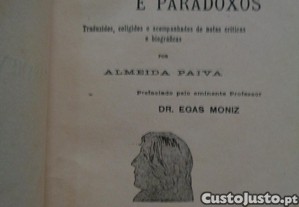 E PARADOXOS
Traduzidos, coligidos e acompanhados de notas criticas
e biográficas
POR
ALMEIDA PAIVA
Prefaciado pelo eminente Professor
DR. EGAS MONIZ
CustoJusto.pt